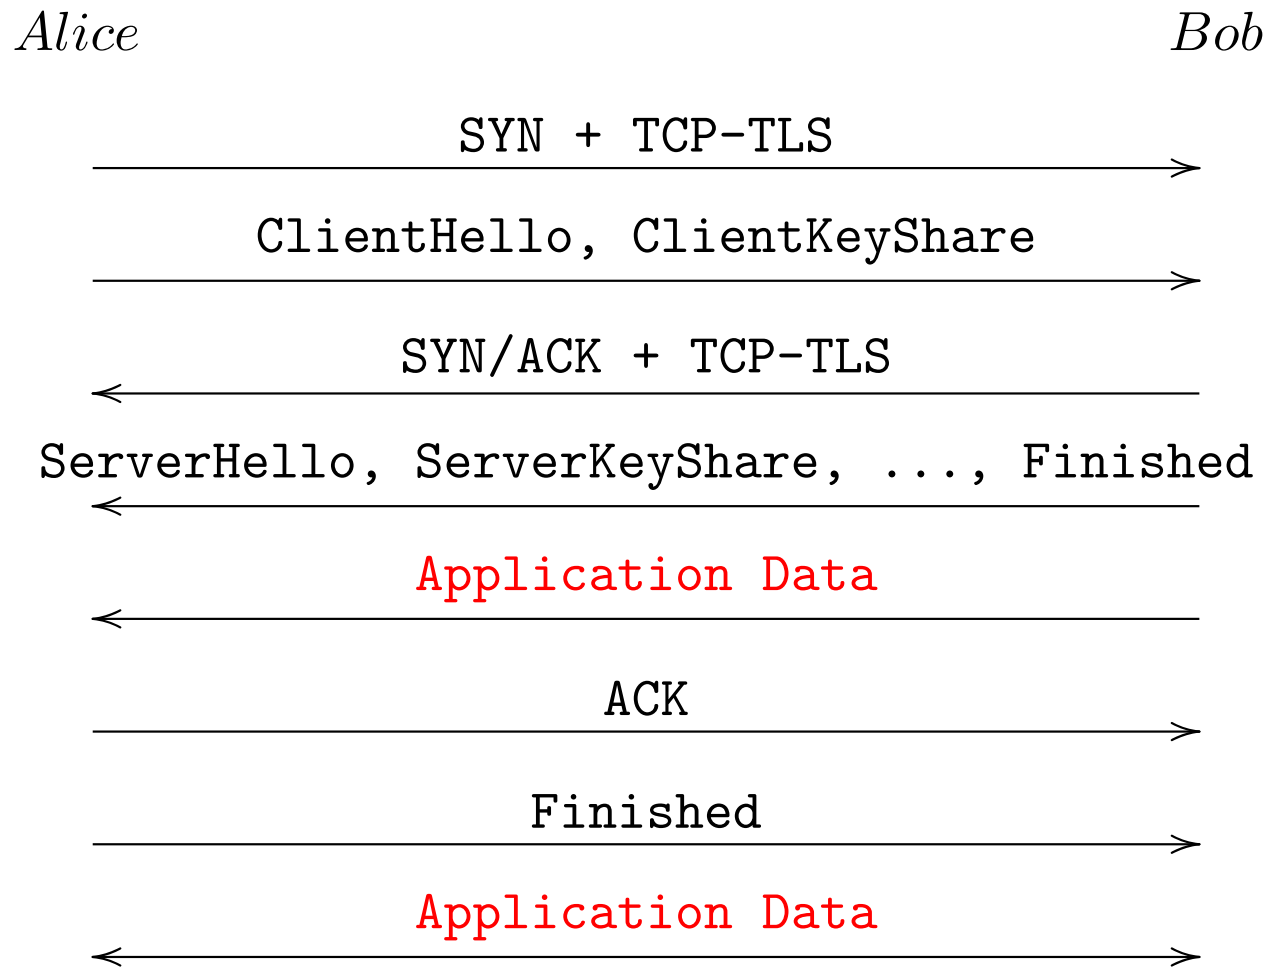 Alice Bob
SYN + TCP-TLS
ClientHello, ClientKeyShare
SYN/ACK + TCP-TLS
ServerHello, ServerKeyShare, ..., Finished
Application Data
ACK
Finished
Application Data